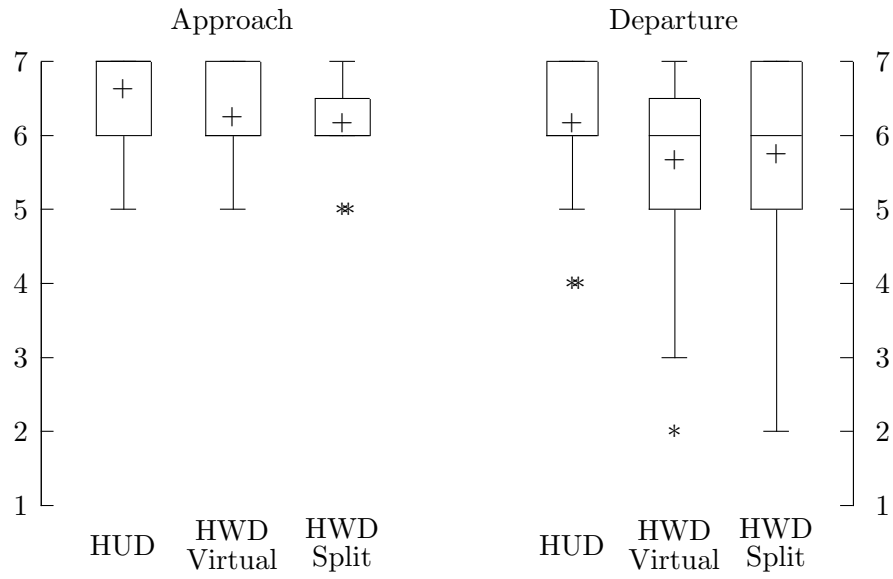 Approach
Departure
7
6
5
4
3
2
1
7
6
5
4
3
2
1
HUD
HWD
Virtual
HWD
Split
HUD
HWD
Virtual
HWD
Split